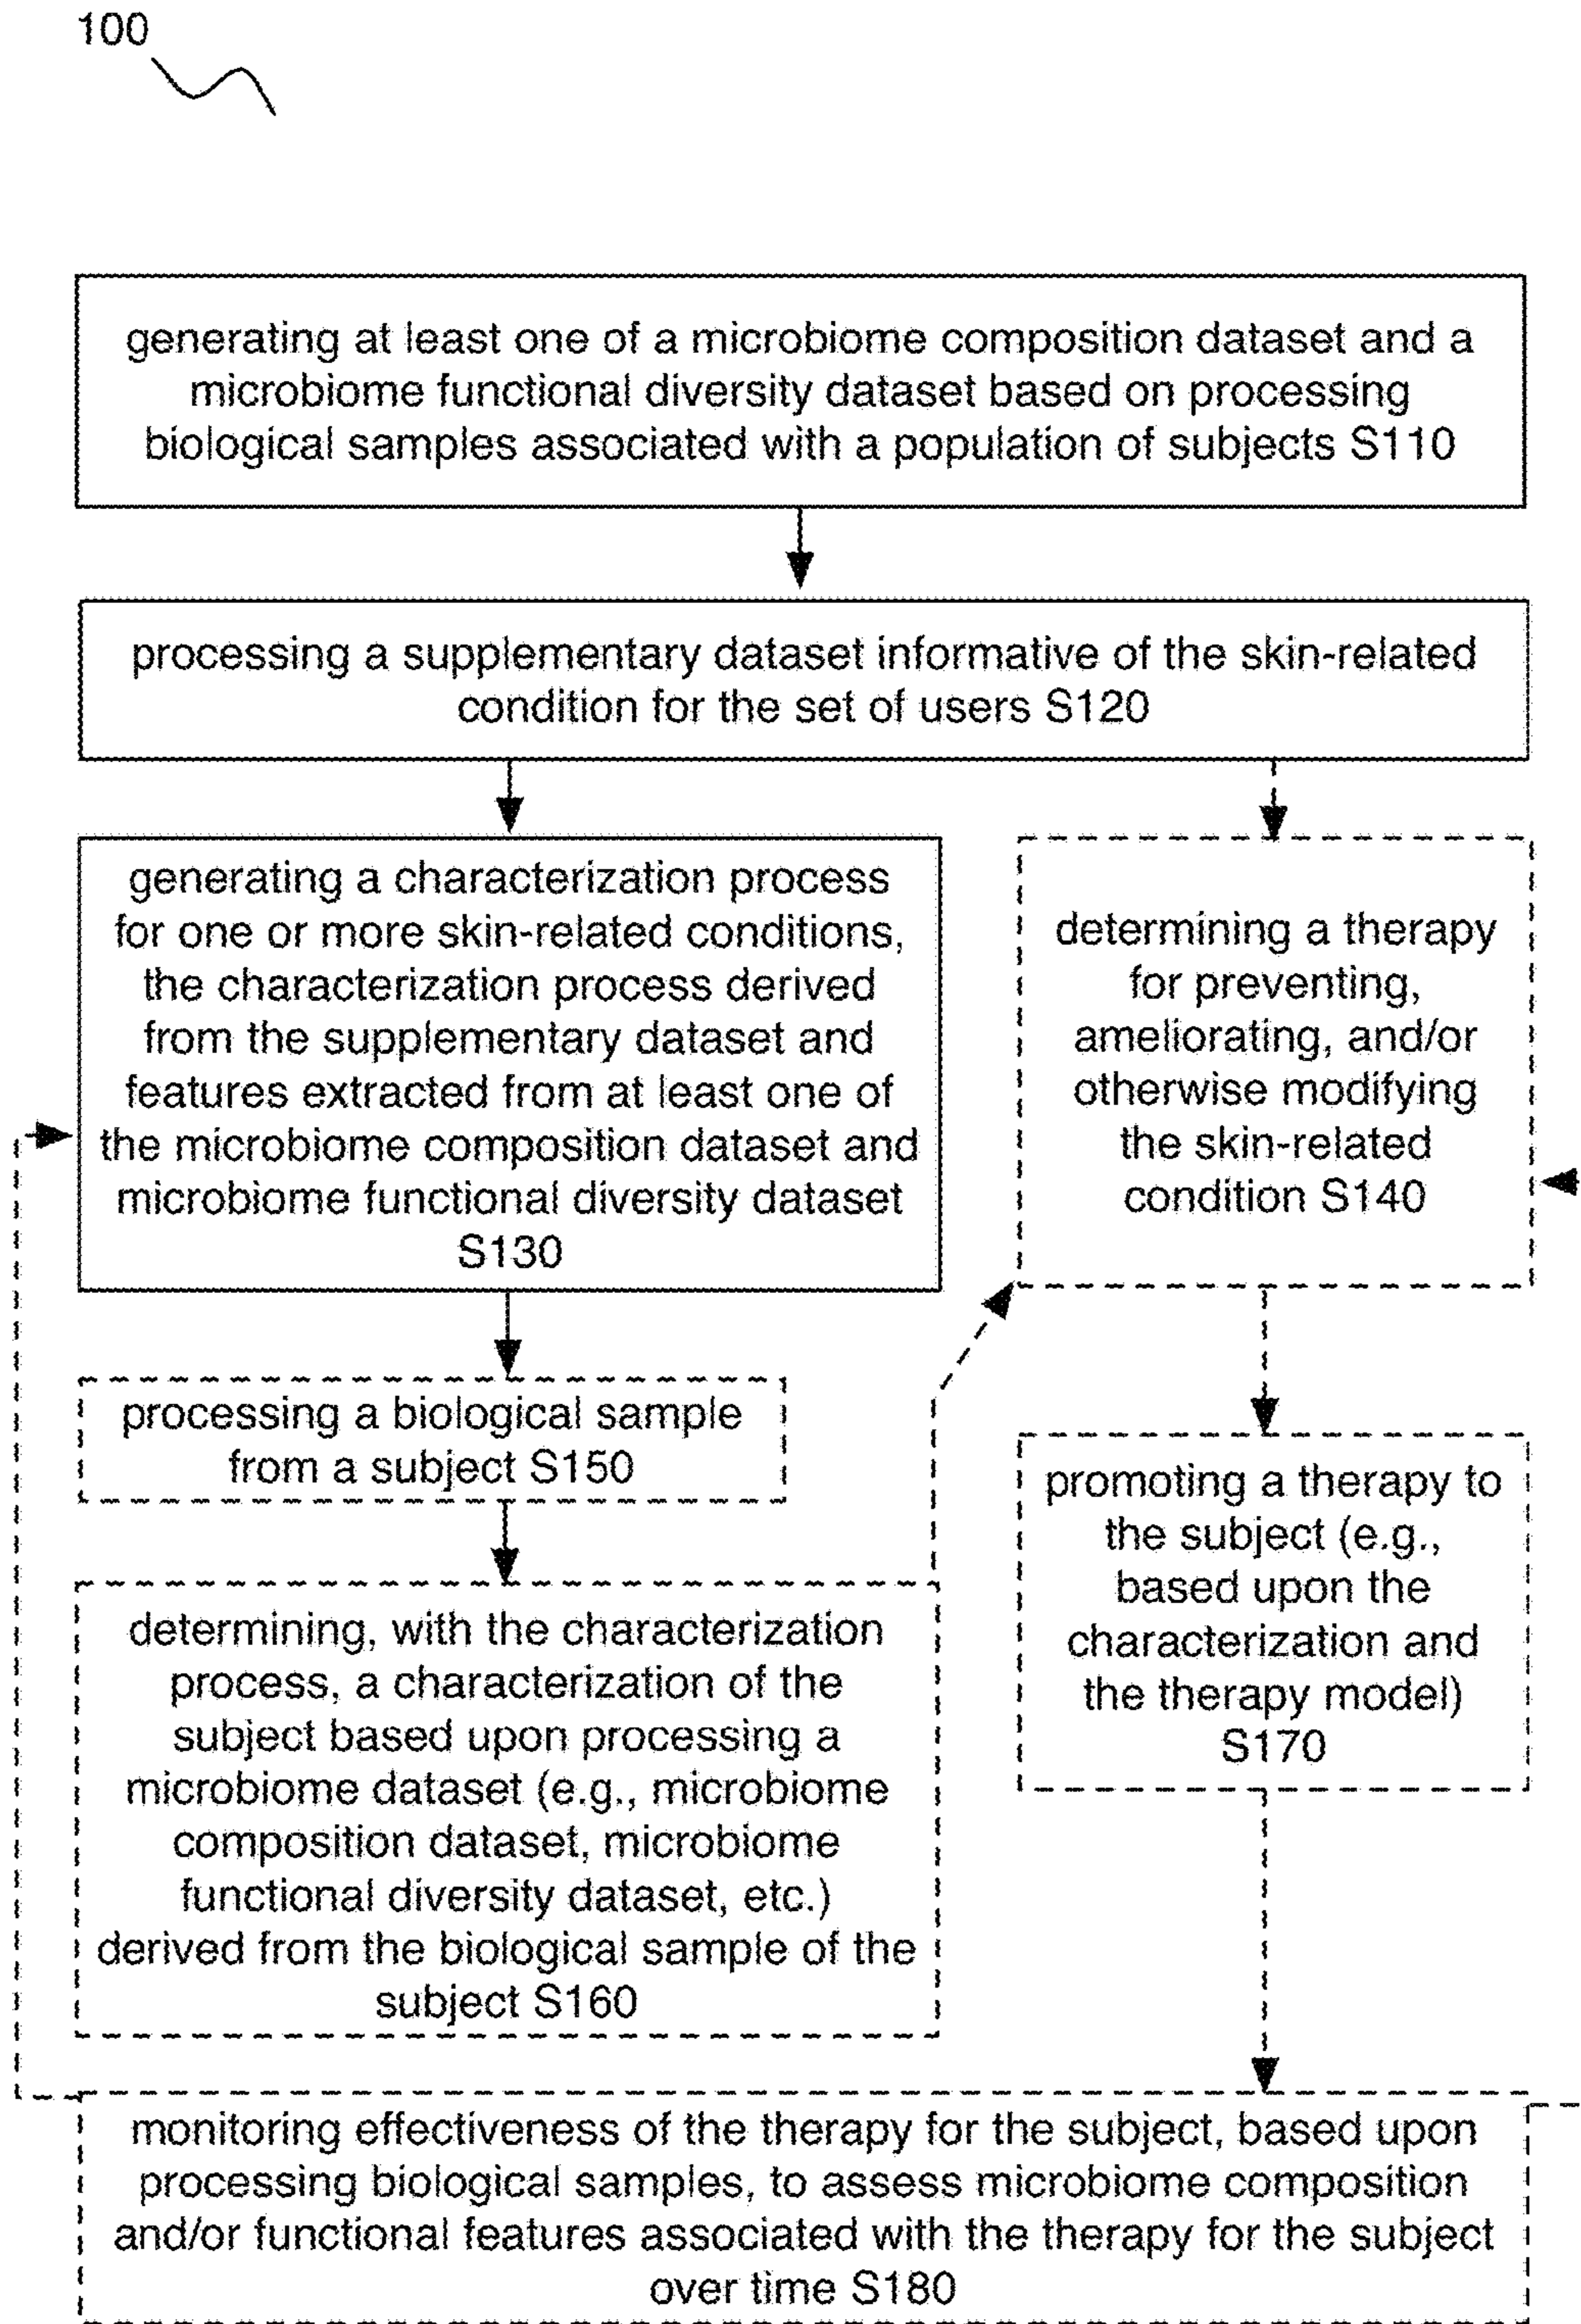 100
generating at least one of a microbiome composition dataset and a
microbiome functional diversity dataset based on processing
biological samples associated with a population of subjects S110
processing a supplementary dataset informative of the skin-related
condition for the set of users S120
generating a characterization process
for one or more skin-related conditions,
the characterization process derived
from the supplementary dataset and
features extracted from at least one of
the microbiome composition dataset and
microbiome functional diversity dataset
S130
determining a therapy
for preventing,
ameliorating, and/or
otherwise modifying
the skin-related
condition S140
processing a biological sample
from a subject S150
determining, with the characterization
process, a characterization of the
subject based upon processing a
microbiome dataset (e.g., microbiome
composition dataset, microbiome
functional diversity dataset, etc.)
derived from the biological sample of the
subject S160
promoting a therapy to
the subject (e.g.,
based upon the
characterization and
the therapy model)
S170
monitoring effectiveness of the therapy for the subject, based upon
processing biological samples, to assess microbiome composition
and/or functional features associated with the therapy for the subject
over time S180